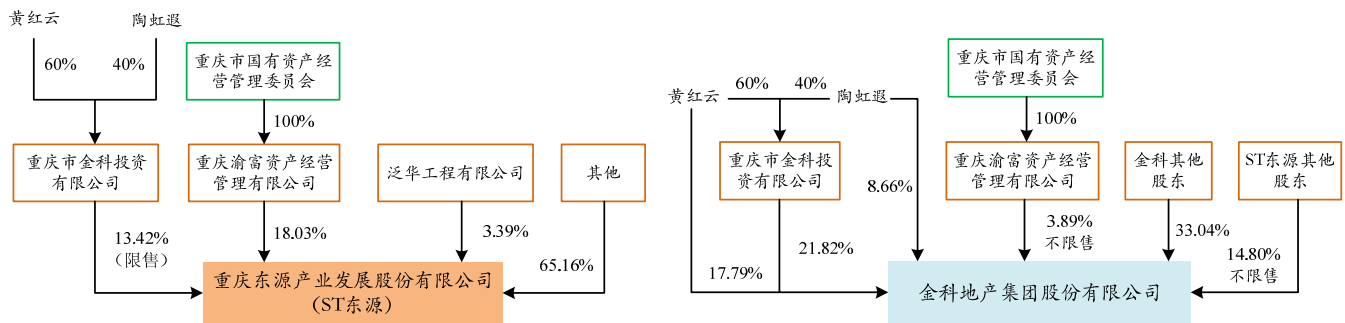 黄红云
陶虹遐
60%
40%
重庆市国有资产经
营管理委员会
100%
重庆市金科投资
有限公司
重庆渝富资产经营
管理有限公司
泛华工程有限公司
其他
13.42%
（限售）
18.03%
3.39%
65.16%
重庆东源产业发展股份有限公司
(ST东源)
黄红云
60%
40%
陶虹遐
重庆市国有资产经
营管理委员会
100%
重庆市金科投
资有限公司
重庆渝富资产经营
管理有限公司
金科其他
股东
ST东源其他
股东
8.66%
3.89%
不限售
33.04%
14.80%
不限售
17.79%
21.82%
金科地产集团股份有限公司